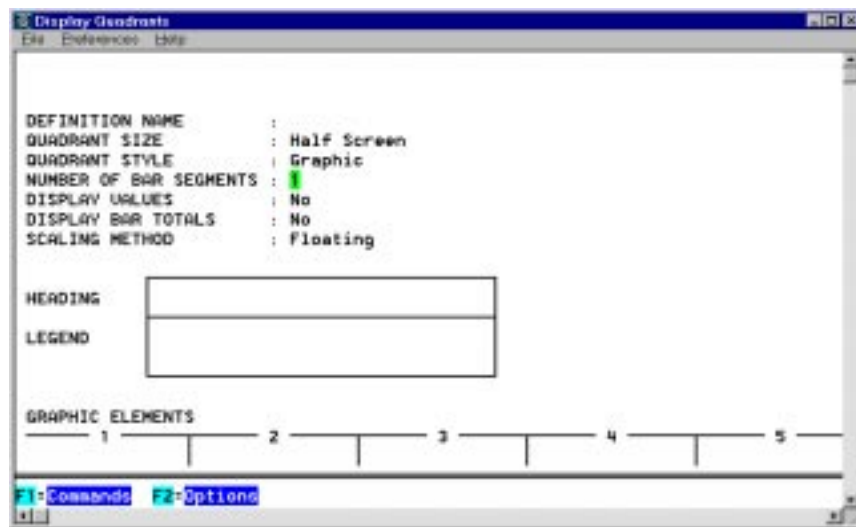 Display Quadrants
File Preferences Help
DEFINITION NAME :
QUADRANT SIZE : Half Screen
QUADRANT STYLE : Graphic
NUMBER OF BAR SEGMENTS : 1
DISPLAY VALUES : No
DISPLAY BAR TOTALS : No
SCALING METHOD : Floating
HEADING
LEGEND
GRAPHIC ELEMENTS
1 2 3 4 5
F1=Commands F2=Options